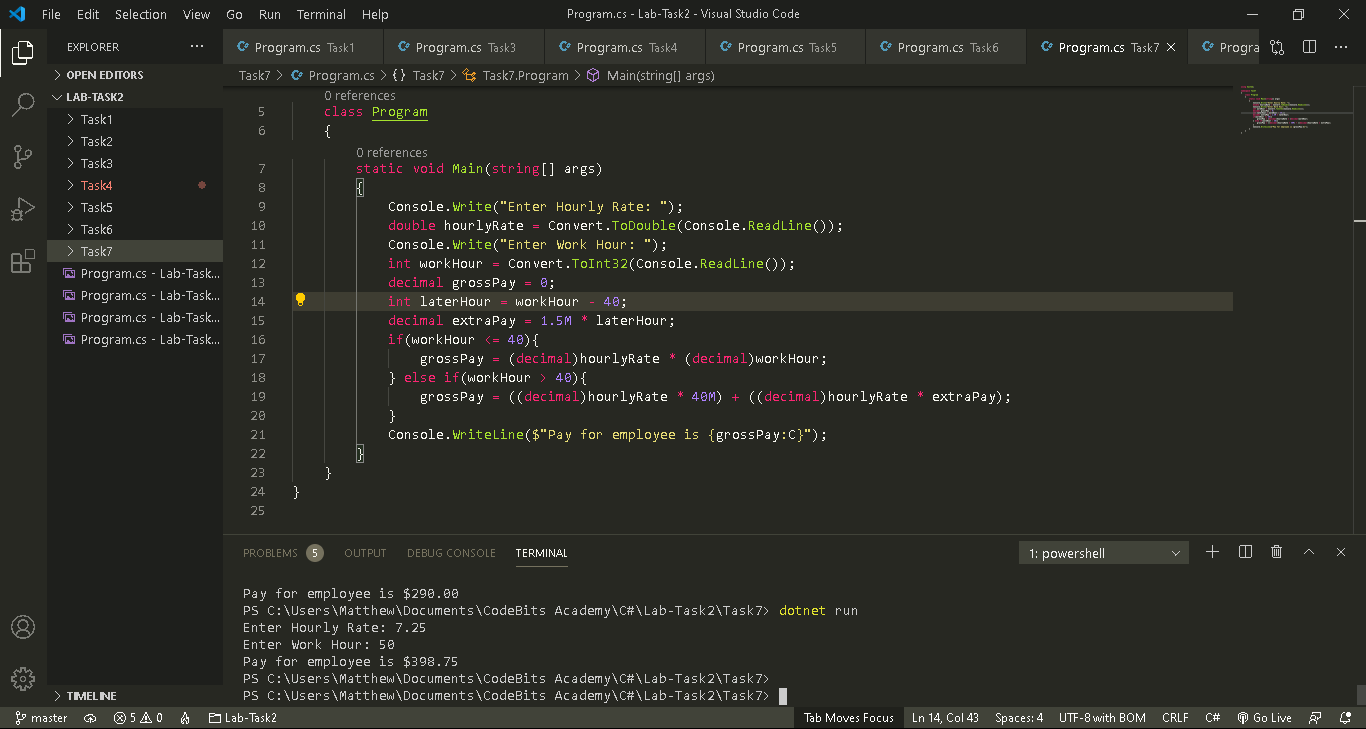 File Edit Selection View Go Run Terminal Help Program.cs - Lab-Task2 - Visual Studio Code
EXPLORER
Program.cs Task1 Program.cs Task3 Program.cs Task4 Program.cs Task5 Program.cs Task6 Program.cs Task7 Progra
OPEN EDITORS
Task7 > Program.cs > {} Task7 > Task7.Program > Main(string[] args)
LAB-TASK2
Task1
Task2
Task3
Task4
Task5
Task6
Task7
Program.cs - Lab-Task...
Program.cs - Lab-Task...
Program.cs - Lab-Task...
Program.cs - Lab-Task...
TIMELINE
0 references
5 class Program
6 {
0 references
7 static void Main(string[] args)
8 {
9 Console.Write("Enter Hourly Rate: ");
10 double hourlyRate = Convert.ToDouble(Console.ReadLine());
11 Console.Write("Enter Work Hour: ");
12 int workHour = Convert.ToInt32(Console.ReadLine());
13 decimal grossPay = 0;
14 int laterHour = workHour - 40;
15 decimal extraPay = 1.5M * laterHour;
16 if(workHour <= 40){
17 grossPay = (decimal)hourlyRate * (decimal)workHour;
18 } else if(workHour > 40){
19 grossPay = ((decimal)hourlyRate * 40M) + ((decimal)hourlyRate * extraPay);
20 }
21 Console.WriteLine($"Pay for employee is {grossPay:C}");
22 }
23 }
24 }
25
PROBLEMS 5 OUTPUT DEBUG CONSOLE TERMINAL 1: powershell
Pay for employee is $290.00
PS C:\Users\Matthew\Documents\CodeBits Academy\C#\Lab-Task2\Task7> dotnet run
Enter Hourly Rate: 7.25
Enter Work Hour: 50
Pay for employee is $398.75
PS C:\Users\Matthew\Documents\CodeBits Academy\C#\Lab-Task2\Task7>
PS C:\Users\Matthew\Documents\CodeBits Academy\C#\Lab-Task2\Task7>
master 5 0 Lab-Task2 Tab Moves Focus Ln 14, Col 43 Spaces: 4 UTF-8 with BOM CRLF C# Go Live